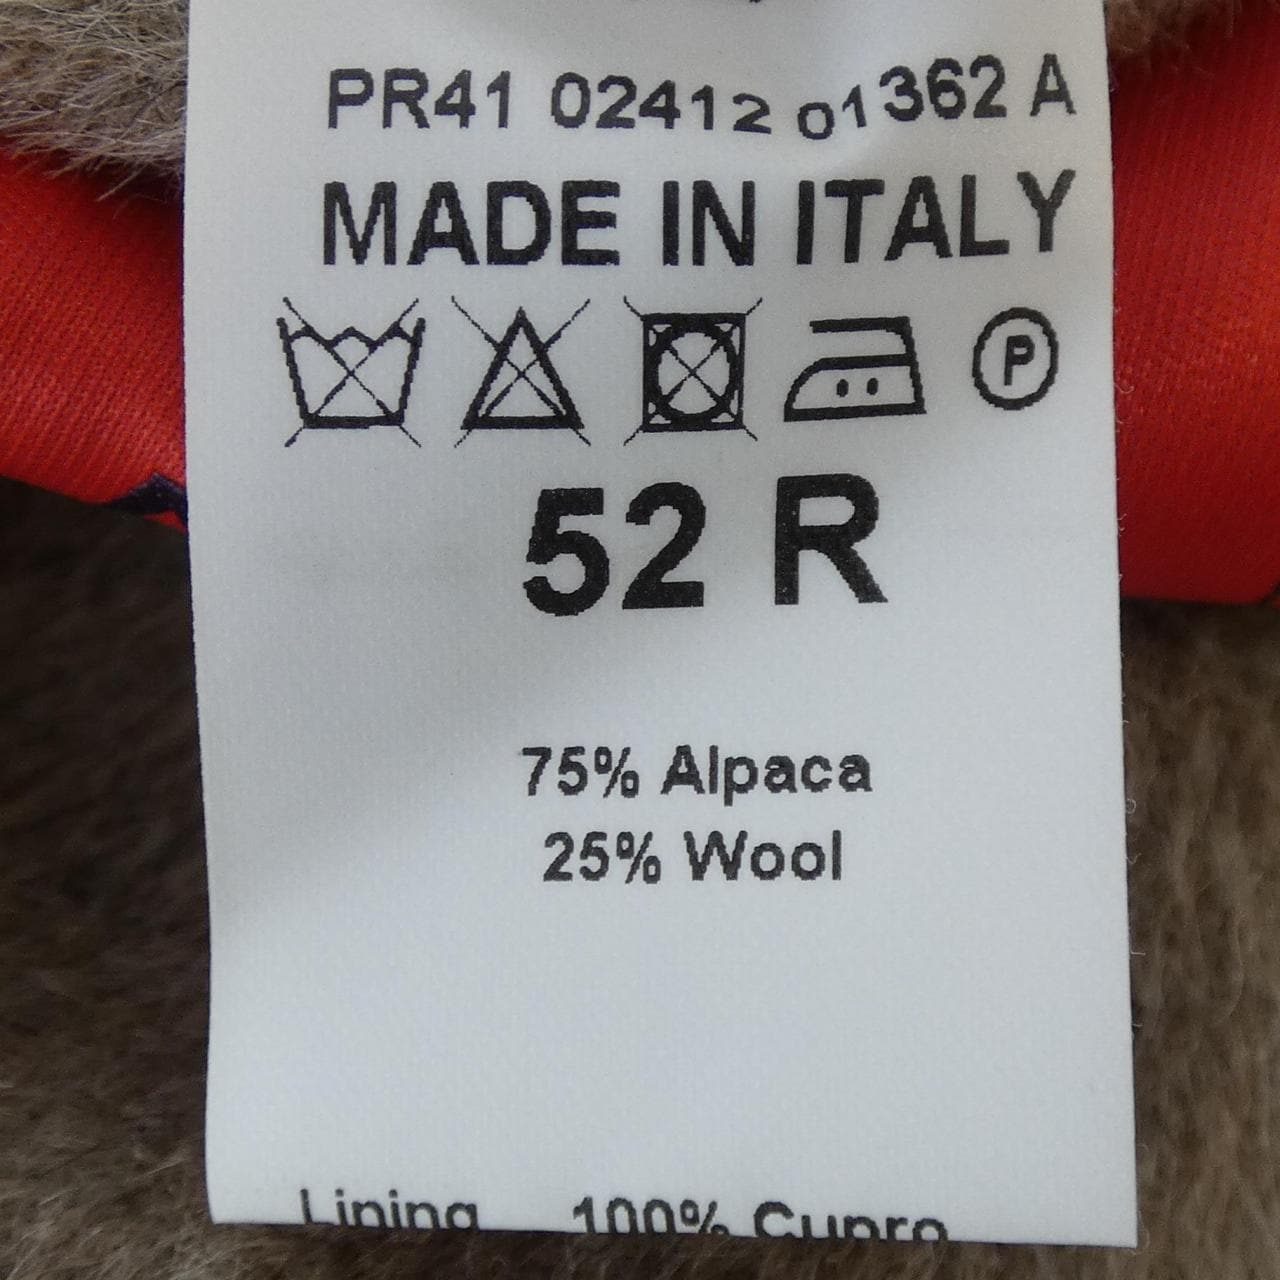 PR41 02412 01362 A
MADE IN ITALY
P
52 R
75% Alpaca
25% Wool
Lining 100% Cupro